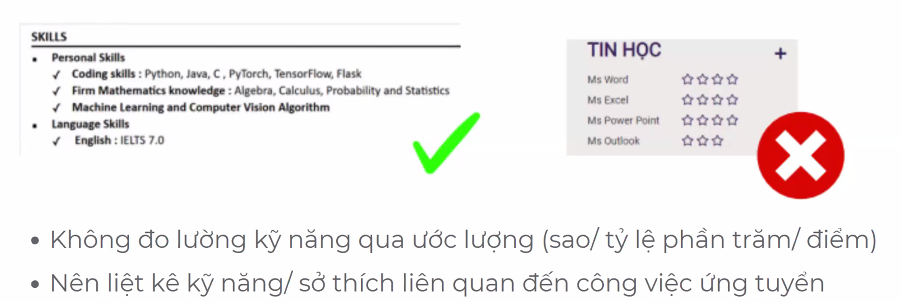 SKILLS
Personal Skills
Coding skills : Python, Java, C , PyTorch, TensorFlow, Flask
Firm Mathematics knowledge : Algebra, Calculus, Probability and Statistics
Machine Learning and Computer Vision Algorithm
Language Skills
English : IELTS 7.0
TIN HỌC +
Ms Word
Ms Excel
Ms Power Point
Ms Outlook
Không đo lường kỹ năng qua ước lượng (sao/ tỷ lệ phần trăm/ điểm)
Nên liệt kê kỹ năng/ sở thích liên quan đến công việc ứng tuyển